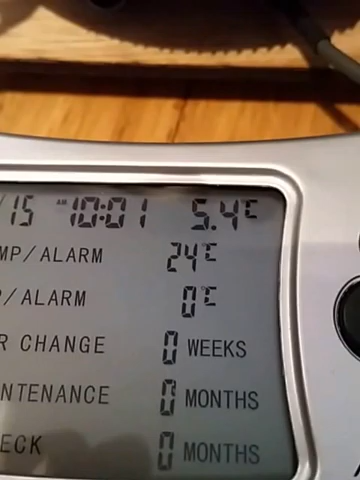 /15 AM 10:01 5.4°C
MP/ALARM 24°C
P/ALARM 0°C
R CHANGE 0 WEEKS
NTENANCE 0 MONTHS
ECK 0 MONTHS